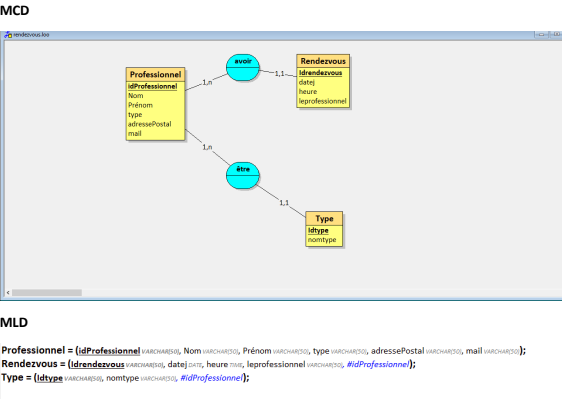 MCD
rendezvous.loo
avoir
Professionnel
idProfessionnel
Nom
Prénom
type
adressePostal
mail
1,n
1,1
Rendezvous
Idrendezvous
datej
heure
leprofessionnel
1,n
être
1,1
Type
Idtype
nomtype
MLD
Professionnel = (idProfessionnel VARCHAR(50), Nom VARCHAR(50), Prénom VARCHAR(50), type VARCHAR(50), adressePostal VARCHAR(50), mail VARCHAR(50));
Rendezvous = (Idrendezvous VARCHAR(50), datej DATE, heure TIME, leprofessionnel VARCHAR(50), #idProfessionnel);
Type = (Idtype VARCHAR(50), nomtype VARCHAR(50), #idProfessionnel);